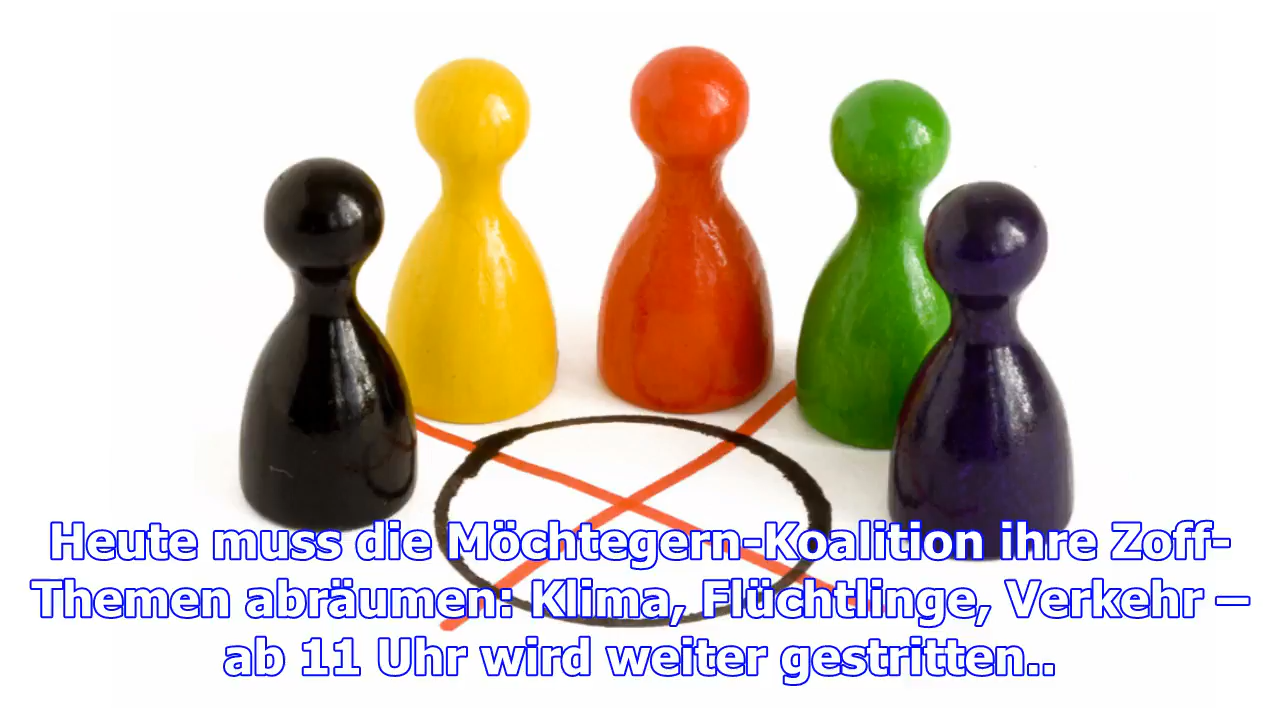 Heute muss die Möchtegern-Koalition ihre Zoff-
Themen abräumen: Klima, Flüchtlinge, Verkehr –
ab 11 Uhr wird weiter gestritten..